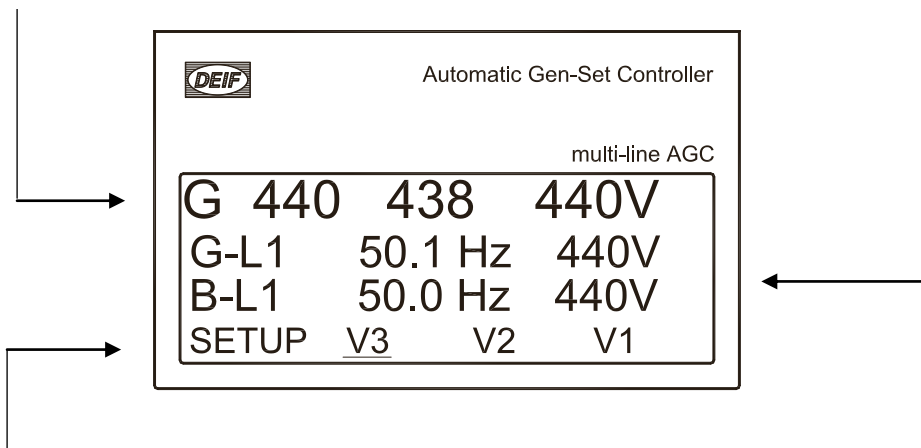 DEIF
Automatic Gen-Set Controller
multi-line AGC
G 440 438 440V
G-L1 50.1 Hz 440V
B-L1 50.0 Hz 440V
SETUP V3 V2 V1